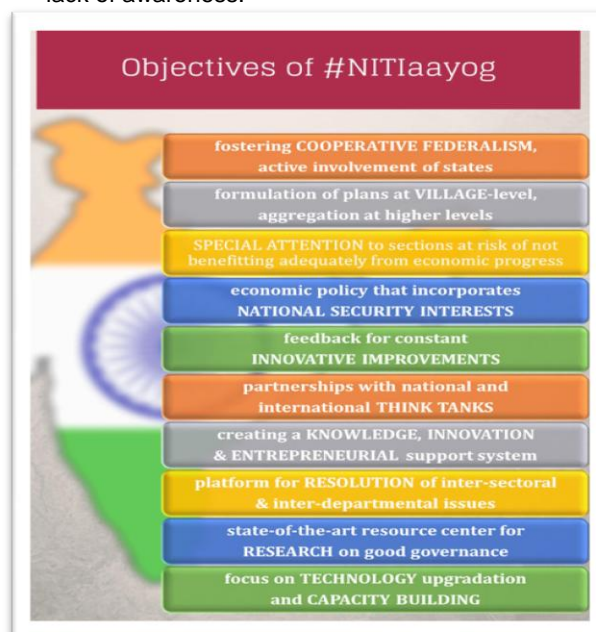 lack of awareness.
Objectives of #NITIaayog
fostering COOPERATIVE FEDERALISM,
active involvement of states
formulation of plans at VILLAGE-level,
aggregation at higher levels
SPECIAL ATTENTION to sections at risk of not
benefitting adequately from economic progress
economic policy that incorporates
NATIONAL SECURITY INTERESTS
feedback for constant
INNOVATIVE IMPROVEMENTS
partnerships with national and
international THINK TANKS
creating a KNOWLEDGE, INNOVATION
& ENTREPRENEURIAL support system
platform for RESOLUTION of inter-sectoral
& inter-departmental issues
state-of-the-art resource center for
RESEARCH on good governance
focus on TECHNOLOGY upgradation
and CAPACITY BUILDING